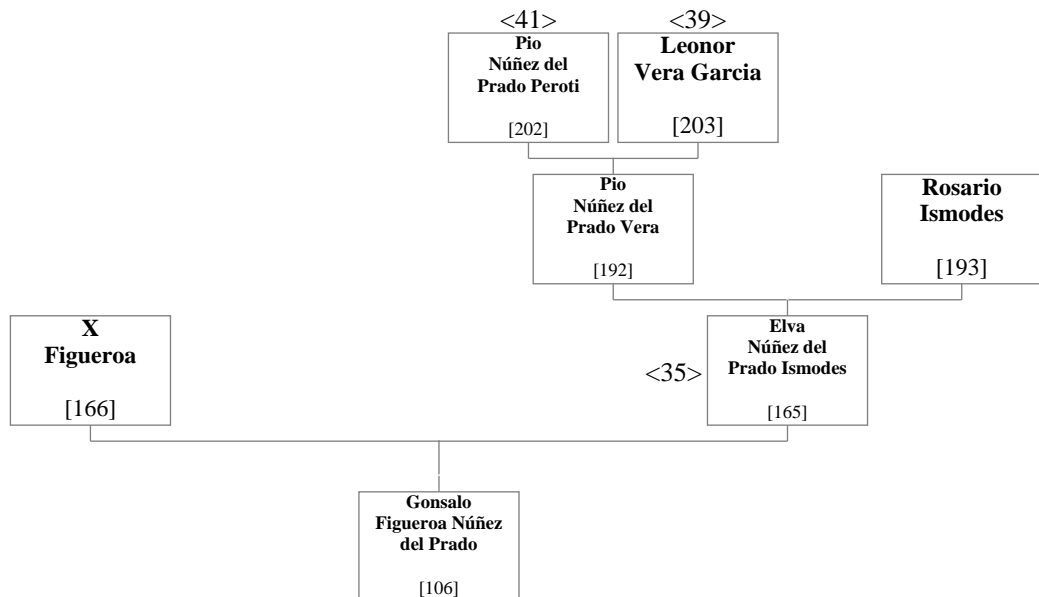 <41>
<39>
Pio
Núñez del
Prado Peroti
[202]
Leonor
Vera Garcia
[203]
Pio
Núñez del
Prado Vera
[192]
Rosario
Ismodes
[193]
X
Figueroa
[166]
<35>
Elva
Núñez del
Prado Ismodes
[165]
Gonsalo
Figueroa Núñez
del Prado
[106]